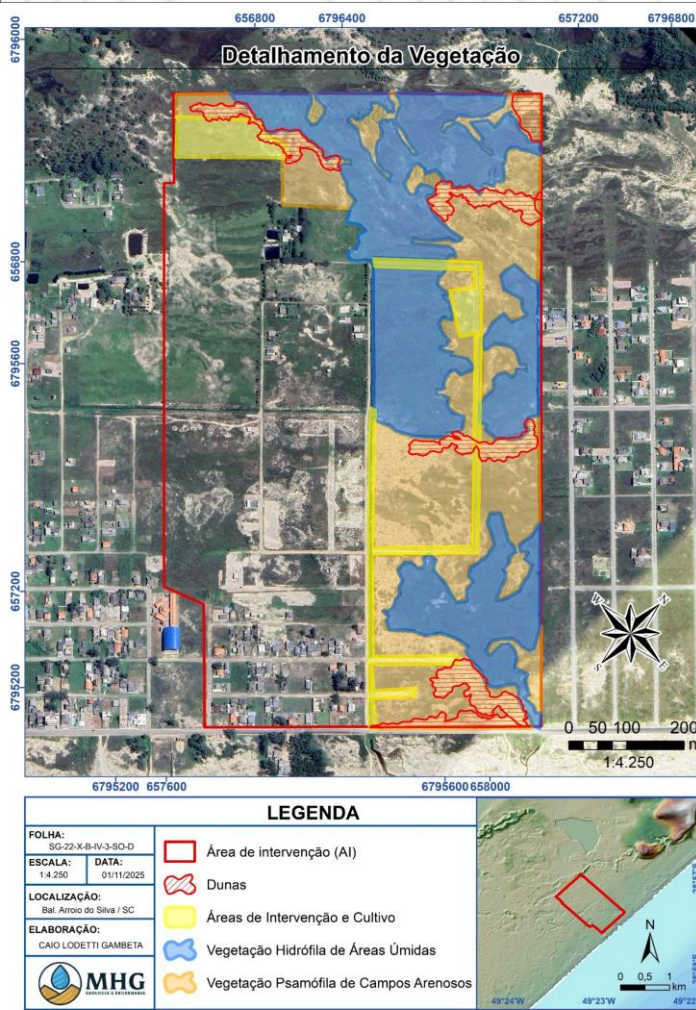 656800 6796400 657200 6796800
6796000
Detalhamento da Vegetação
656800
6795600
657200
6795200
N
E
S
W
0 50 100 200
m
1:4.250
6795200 657600 6795600 658000
LEGENDA
FOLHA:
SG-22-X-B-IV-3-SO-D
ESCALA: DATA:
1:4.250 01/11/2025
LOCALIZAÇÃO:
Bal. Arroio do Silva / SC
ELABORAÇÃO:
CAIO LODETTI GAMBETA
MHG
GEOLOGIA E ENGENHARIA
Área de intervenção (AI)
Dunas
Áreas de Intervenção e Cultivo
Vegetação Hidrófila de Áreas Úmidas
Vegetação Psamófila de Campos Arenosos
N
0 0,5 1
km
49°24'W 49°23'W 49°22'